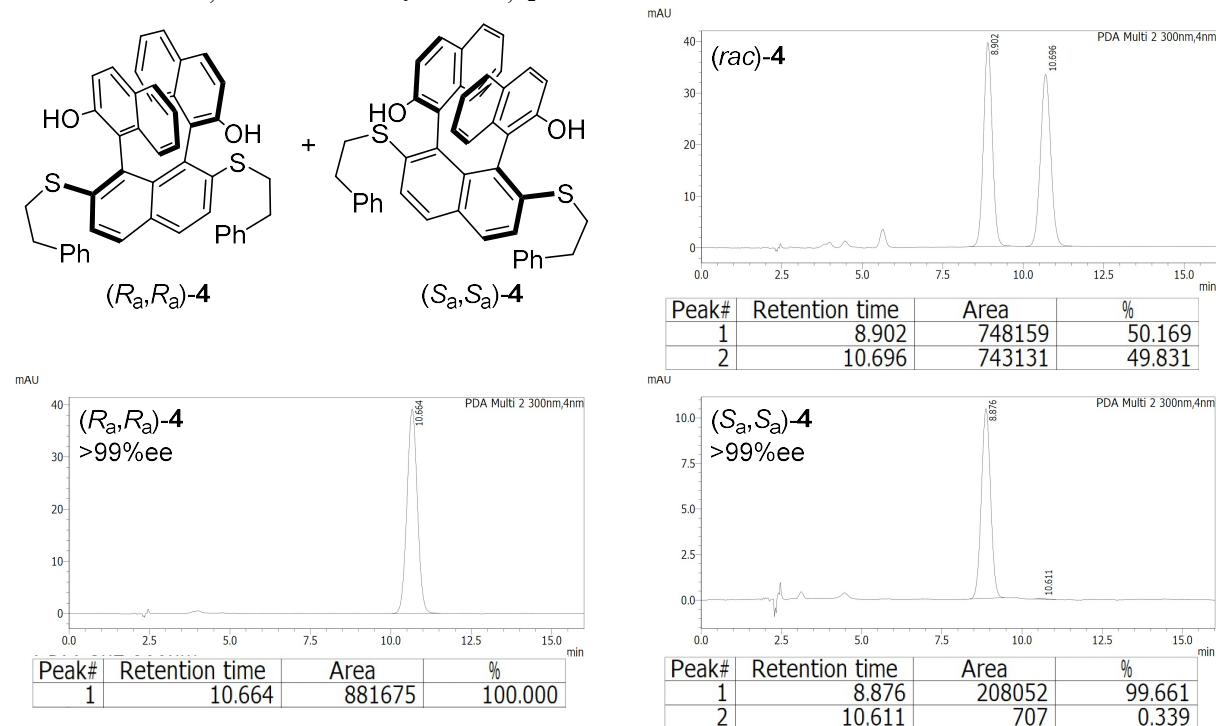 HO
OH
S
S
Ph
Ph
(Ra,Ra)-4
+
HO
OH
S
S
Ph
Ph
(Sa,Sa)-4
mAU
PDA Multi 2 300nm,4nm
(rac)-4
8.902
10.696
40
30
20
10
0
0.0 2.5 5.0 7.5 10.0 12.5 15.0
min
Peak# Retention time Area %
1 8.902 748159 50.169
2 10.696 743131 49.831
mAU
PDA Multi 2 300nm,4nm
(Ra,Ra)-4
>99%ee
10.664
40
30
20
10
0
0.0 2.5 5.0 7.5 10.0 12.5 15.0
min
Peak# Retention time Area %
1 10.664 881675 100.000
mAU
PDA Multi 2 300nm,4nm
(Sa,Sa)-4
>99%ee
8.876
10.611
10.0
7.5
5.0
2.5
0.0
0.0 2.5 5.0 7.5 10.0 12.5 15.0
min
Peak# Retention time Area %
1 8.876 208052 99.661
2 10.611 707 0.339